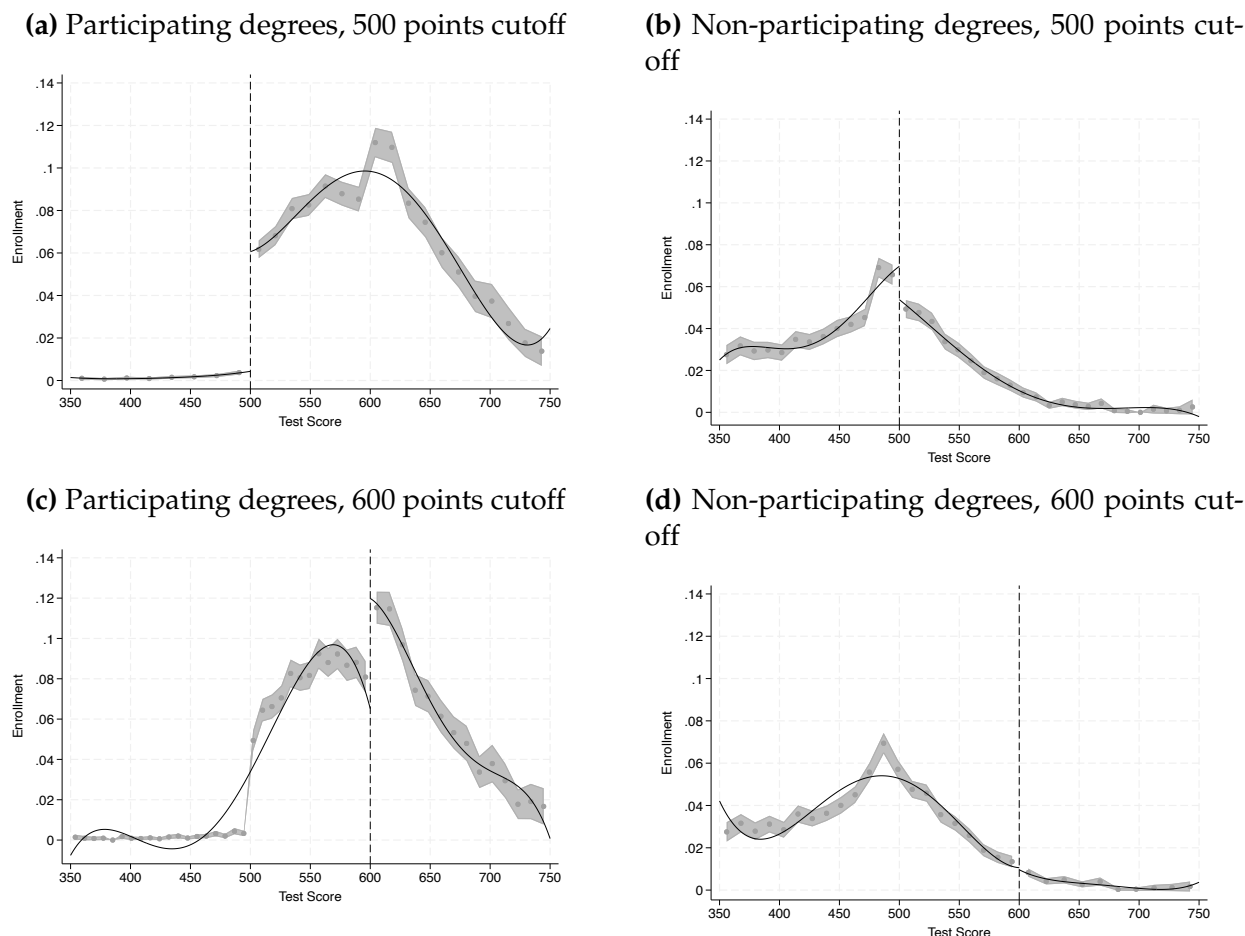 (a) Participating degrees, 500 points cutoff
.14
.12
.1
.08
.06
.04
.02
0
Enrollment
350 400 450 500 550 600 650 700 750
Test Score
(b) Non-participating degrees, 500 points cut-
off
.14
.12
.1
.08
.06
.04
.02
0
Enrollment
350 400 450 500 550 600 650 700 750
Test Score
(c) Participating degrees, 600 points cutoff
.14
.12
.1
.08
.06
.04
.02
0
Enrollment
350 400 450 500 550 600 650 700 750
Test Score
(d) Non-participating degrees, 600 points cut-
off
.14
.12
.1
.08
.06
.04
.02
0
Enrollment
350 400 450 500 550 600 650 700 750
Test Score